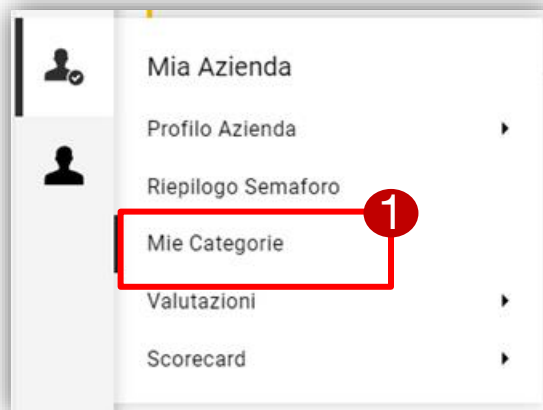 Mia Azienda
Profilo Azienda
Riepilogo Semaforo
1
Mie Categorie
Valutazioni
Scorecard